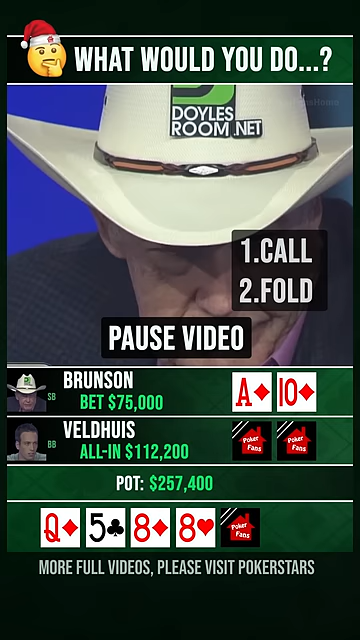 WHAT WOULD YOU DO...?
DOYLES
ROOM.NET
1.CALL
2.FOLD
PAUSE VIDEO
BRUNSON
SB
BET $75,000
A 10
VELDHUIS
BB
ALL-IN $112,200
Poker Fans
Poker Fans
POT: $257,400
Q 5 8 8
Poker Fans
MORE FULL VIDEOS, PLEASE VISIT POKERSTARS